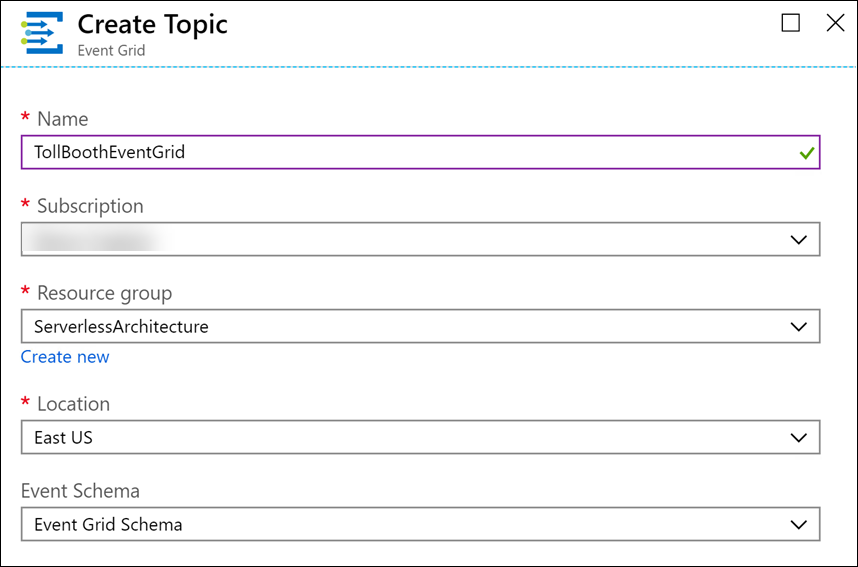 Create Topic
Event Grid
* Name
TollBoothEventGrid
* Subscription
* Resource group
ServerlessArchitecture
Create new
* Location
East US
Event Schema
Event Grid Schema